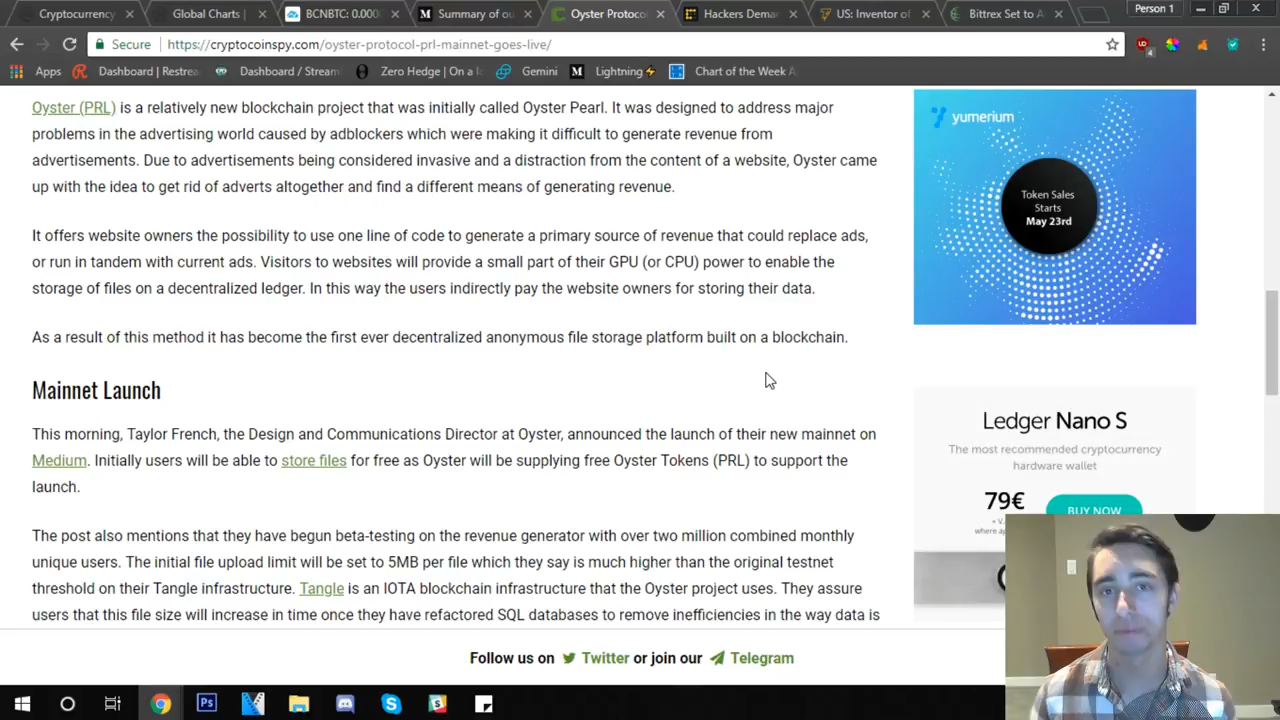 Cryptocurrency
Global Charts |
BCNBTC: 0.000
Summary of ou
Oyster Protoco
Hackers Dema
US: Inventor of
Bittrex Set to A
Person 1
Secure
https://cryptocoinspy.com/oyster-protocol-prl-mainnet-goes-live/
Apps
Dashboard | Restrea
Dashboard / Stream
Zero Hedge | On a l
Gemini
Lightning⚡
Chart of the Week A
Oyster (PRL) is a relatively new blockchain project that was initially called Oyster Pearl. It was designed to address major
problems in the advertising world caused by adblockers which were making it difficult to generate revenue from
advertisements. Due to advertisements being considered invasive and a distraction from the content of a website, Oyster came
up with the idea to get rid of adverts altogether and find a different means of generating revenue.
It offers website owners the possibility to use one line of code to generate a primary source of revenue that could replace ads,
or run in tandem with current ads. Visitors to websites will provide a small part of their GPU (or CPU) power to enable the
storage of files on a decentralized ledger. In this way the users indirectly pay the website owners for storing their data.
As a result of this method it has become the first ever decentralized anonymous file storage platform built on a blockchain.
Mainnet Launch
This morning, Taylor French, the Design and Communications Director at Oyster, announced the launch of their new mainnet on
Medium. Initially users will be able to store files for free as Oyster will be supplying free Oyster Tokens (PRL) to support the
launch.
The post also mentions that they have begun beta-testing on the revenue generator with over two million combined monthly
unique users. The initial file upload limit will be set to 5MB per file which they say is much higher than the original testnet
threshold on their Tangle infrastructure. Tangle is an IOTA blockchain infrastructure that the Oyster project uses. They assure
users that this file size will increase in time once they have refactored SQL databases to remove inefficiencies in the way data is
yumerium
Token Sales
Starts
May 23rd
Ledger Nano S
The most recommended cryptocurrency
hardware wallet
79€
BUY NOW
Follow us on Twitter or join our Telegram